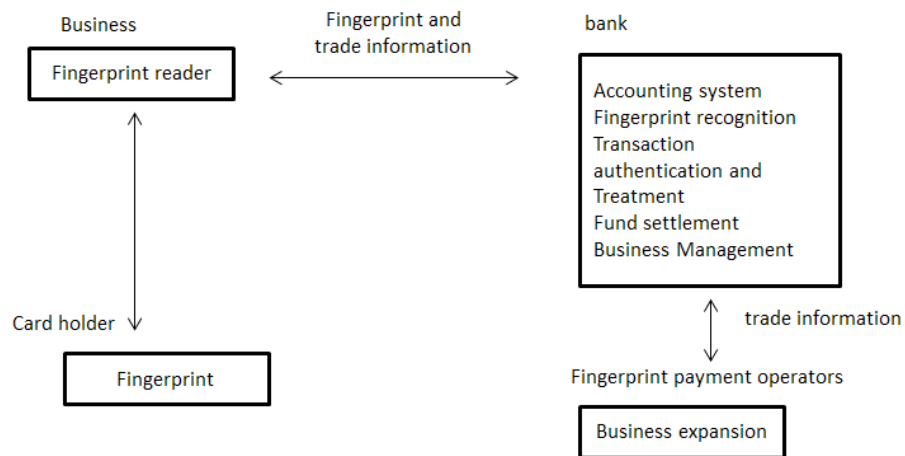 Business
Fingerprint and
trade information
bank
Fingerprint reader
Accounting system
Fingerprint recognition
Transaction
authentication and
Treatment
Fund settlement
Business Management
Card holder
trade information
Fingerprint
Fingerprint payment operators
Business expansion